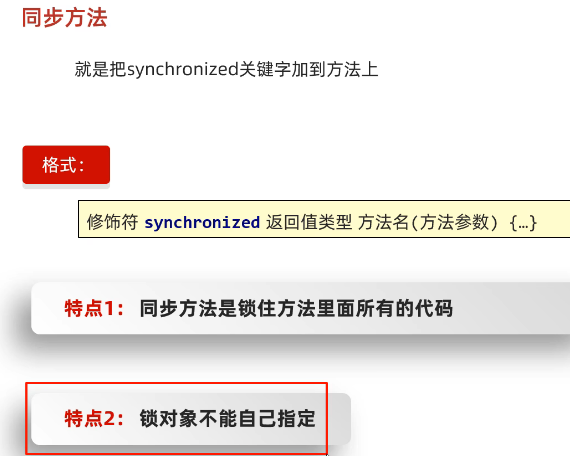 同步方法
就是把synchronized关键字加到方法上
格式：
修饰符 synchronized 返回值类型 方法名(方法参数) {…}
特点1： 同步方法是锁住方法里面所有的代码
特点2： 锁对象不能自己指定